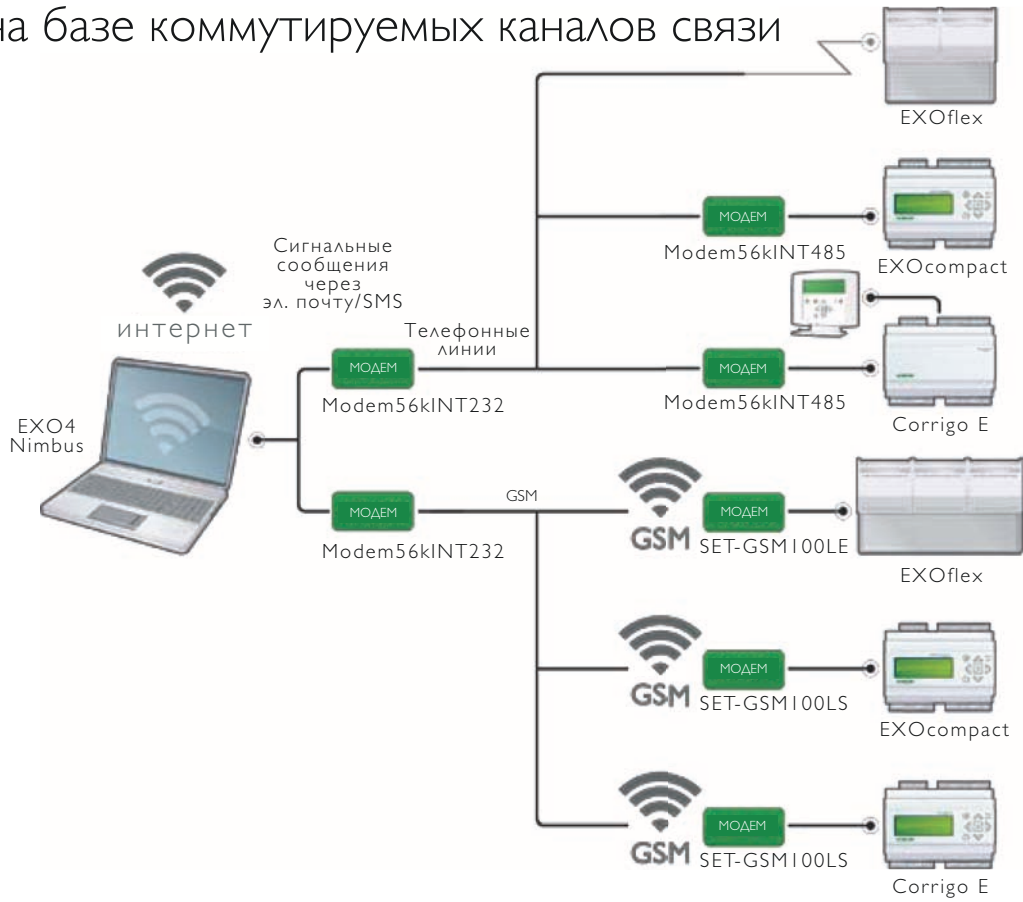 на базе коммутируемых каналов связи
EXOflex
МОДЕМ
Modem56kINT485
EXOcompact
Сигнальные
сообщения
через
эл. почту/SMS
интернет
Телефонные
линии
МОДЕМ
Modem56kINT232
МОДЕМ
Modem56kINT485
Corrigo E
EXO4
Nimbus
МОДЕМ
Modem56kINT232
GSM
GSM
МОДЕМ
SET-GSM100LE
EXOflex
GSM
МОДЕМ
SET-GSM100LS
EXOcompact
GSM
МОДЕМ
SET-GSM100LS
Corrigo E